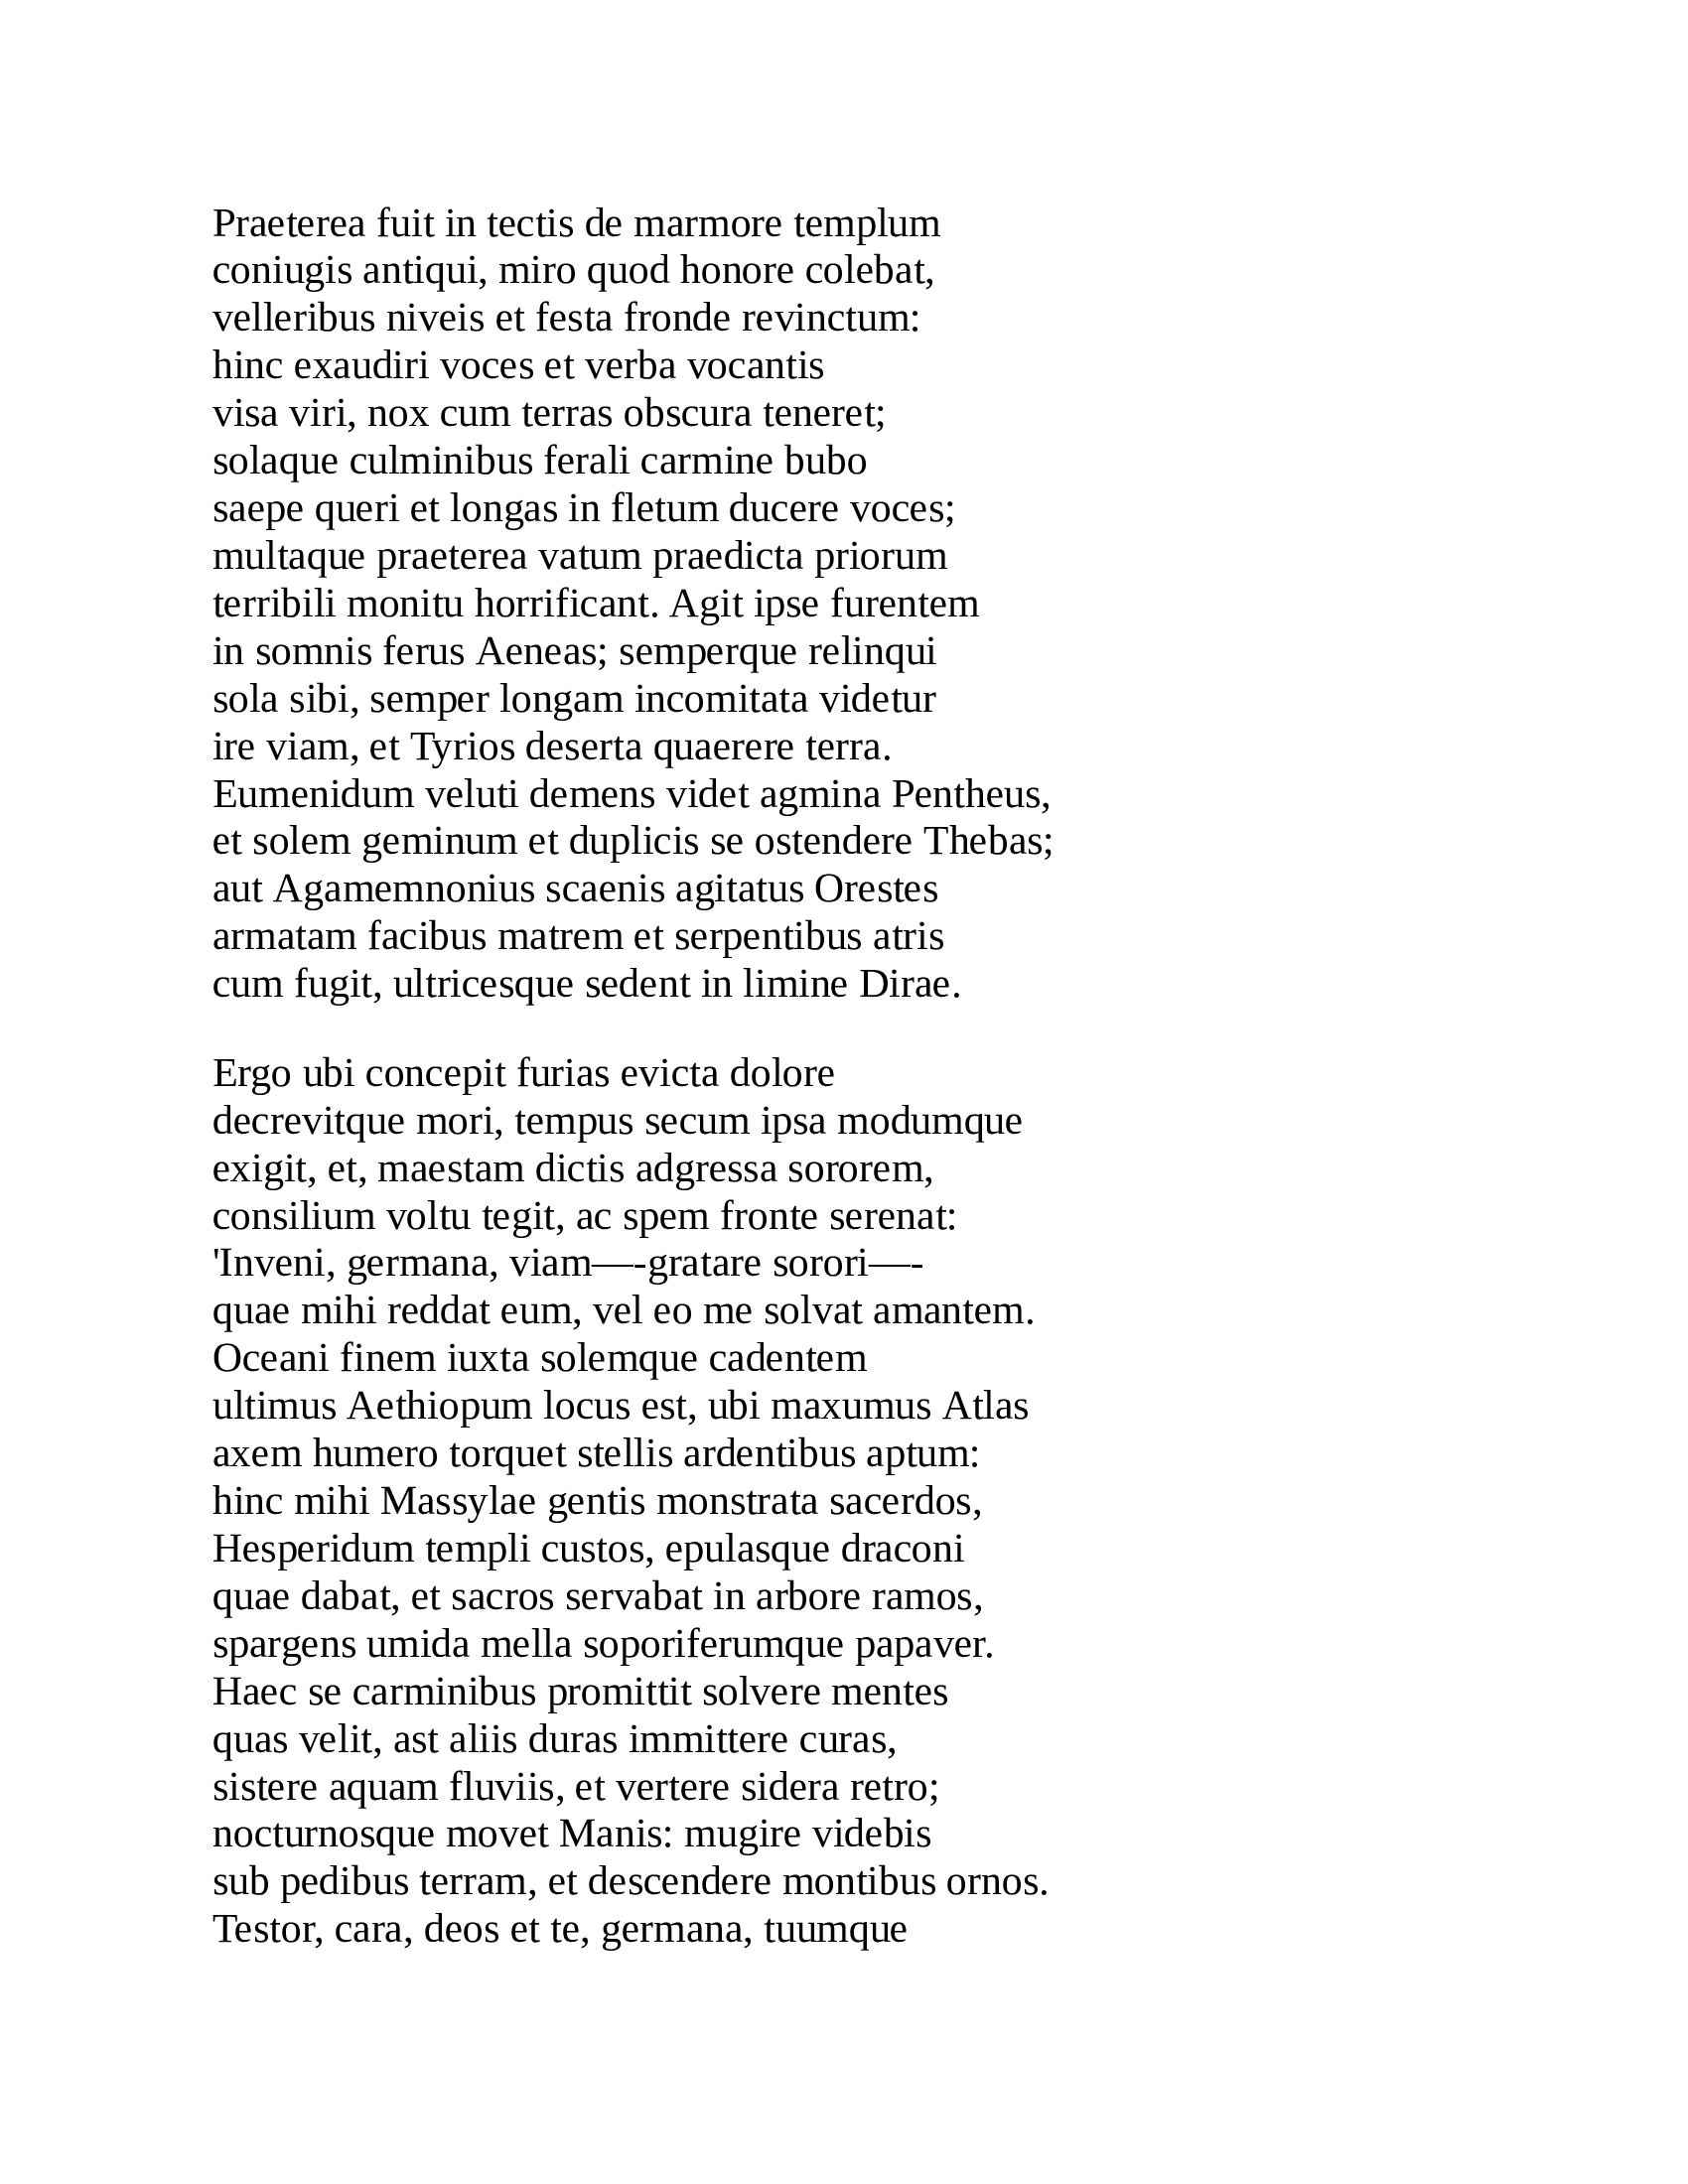 Praeterea fuit in tectis de marmore templum
coniugis antiqui, miro quod honore colebat,
velleribus niveis et festa fronde revinctum:
hinc exaudiri voces et verba vocantis
visa viri, nox cum terras obscura teneret;
solaque culminibus ferali carmine bubo
saepe queri et longas in fletum ducere voces;
multaque praeterea vatum praedicta priorum
terribili monitu horrificant. Agit ipse furentem
in somnis ferus Aeneas; semperque relinqui
sola sibi, semper longam incomitata videtur
ire viam, et Tyrios deserta quaerere terra.
Eumenidum veluti demens videt agmina Pentheus,
et solem geminum et duplicis se ostendere Thebas;
aut Agamemnonius scaenis agitatus Orestes
armatam facibus matrem et serpentibus atris
cum fugit, ultricesque sedent in limine Dirae.

Ergo ubi concepit furias evicta dolore
decrevitque mori, tempus secum ipsa modumque
exigit, et, maestam dictis adgressa sororem,
consilium voltu tegit, ac spem fronte serenat:
'Inveni, germana, viam—-gratare sorori—-
quae mihi reddat eum, vel eo me solvat amantem.
Oceani finem iuxta solemque cadentem
ultimus Aethiopum locus est, ubi maxumus Atlas
axem humero torquet stellis ardentibus aptum:
hinc mihi Massylae gentis monstrata sacerdos,
Hesperidum templi custos, epulasque draconi
quae dabat, et sacros servabat in arbore ramos,
spargens umida mella soporiferumque papaver.
Haec se carminibus promittit solvere mentes
quas velit, ast aliis duras immittere curas,
sistere aquam fluviis, et vertere sidera retro;
nocturnosque movet Manis: mugire videbis
sub pedibus terram, et descendere montibus ornos.
Testor, cara, deos et te, germana, tuumque